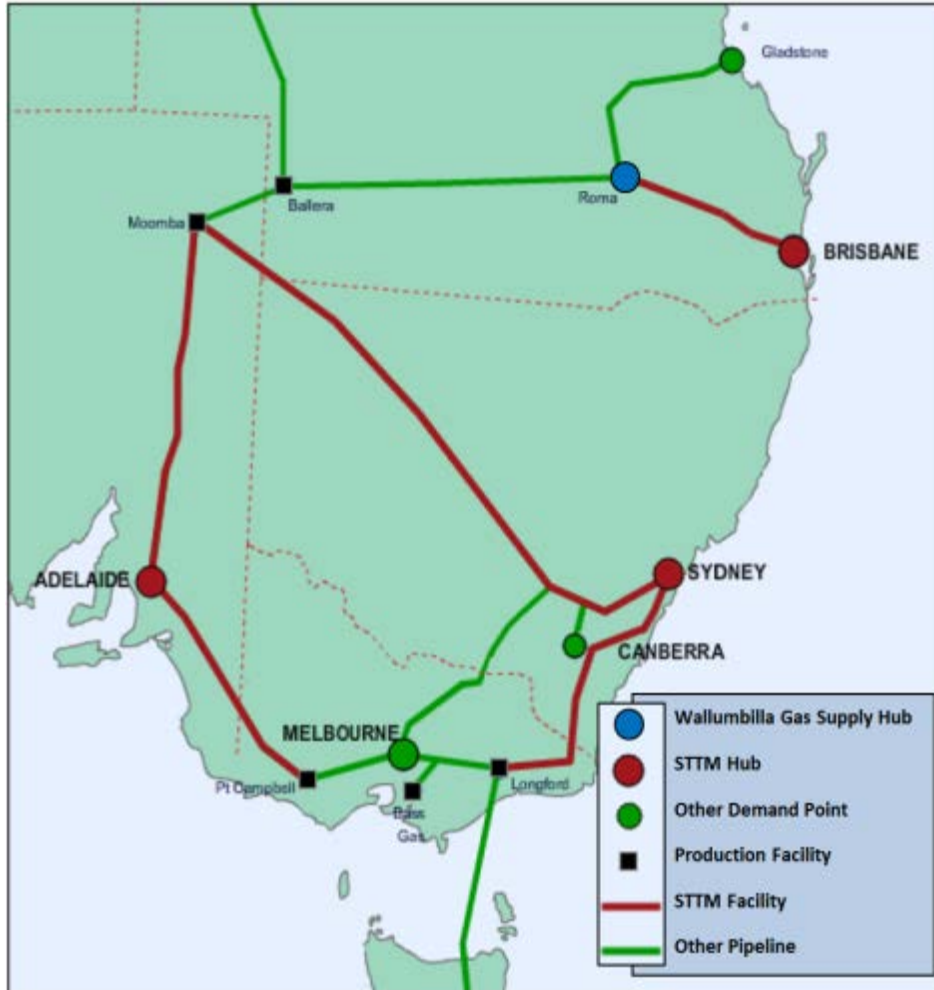 Gladstone
Roma
Ballera
Moomba
BRISBANE
ADELAIDE
SYDNEY
CANBERRA
MELBOURNE
Pt Campbell
Longford
Bass
Gas
Wallumbilla Gas Supply Hub
STTM Hub
Other Demand Point
Production Facility
STTM Facility
Other Pipeline